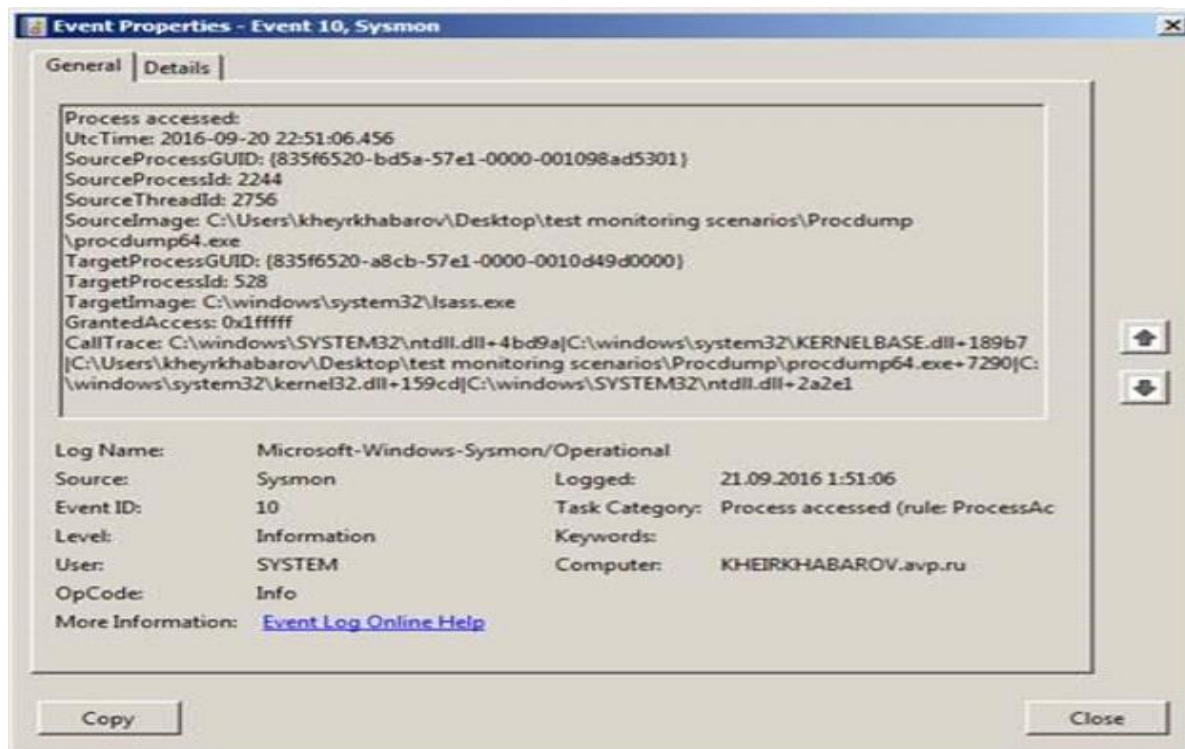 Event Properties - Event 10, Sysmon
General
Details
Process accessed:
UtcTime: 2016-09-20 22:51:06.456
SourceProcessGUID: {835f6520-bd5a-57e1-0000-001098ad5301}
SourceProcessId: 2244
SourceThreadId: 2756
SourceImage: C:\Users\kheyrkhabarov\Desktop\test monitoring scenarios\Procdump
\procdump64.exe
TargetProcessGUID: {835f6520-a8cb-57e1-0000-0010d49d0000}
TargetProcessId: 528
TargetImage: C:\windows\system32\lsass.exe
GrantedAccess: 0x1fffff
CallTrace: C:\windows\SYSTEM32\ntdll.dll+4bd9a|C:\windows\system32\KERNELBASE.dll+189b7
|C:\Users\kheyrkhabarov\Desktop\test monitoring scenarios\Procdump\procdump64.exe+7290|C:
\windows\system32\kernel32.dll+159cd|C:\windows\SYSTEM32\ntdll.dll+2a2e1
Log Name: Microsoft-Windows-Sysmon/Operational
Source: Sysmon Logged: 21.09.2016 1:51:06
Event ID: 10 Task Category: Process accessed (rule: ProcessAc
Level: Information Keywords:
User: SYSTEM Computer: KHEIRKHABAROV.avp.ru
OpCode: Info
More Information: Event Log Online Help
Copy
Close